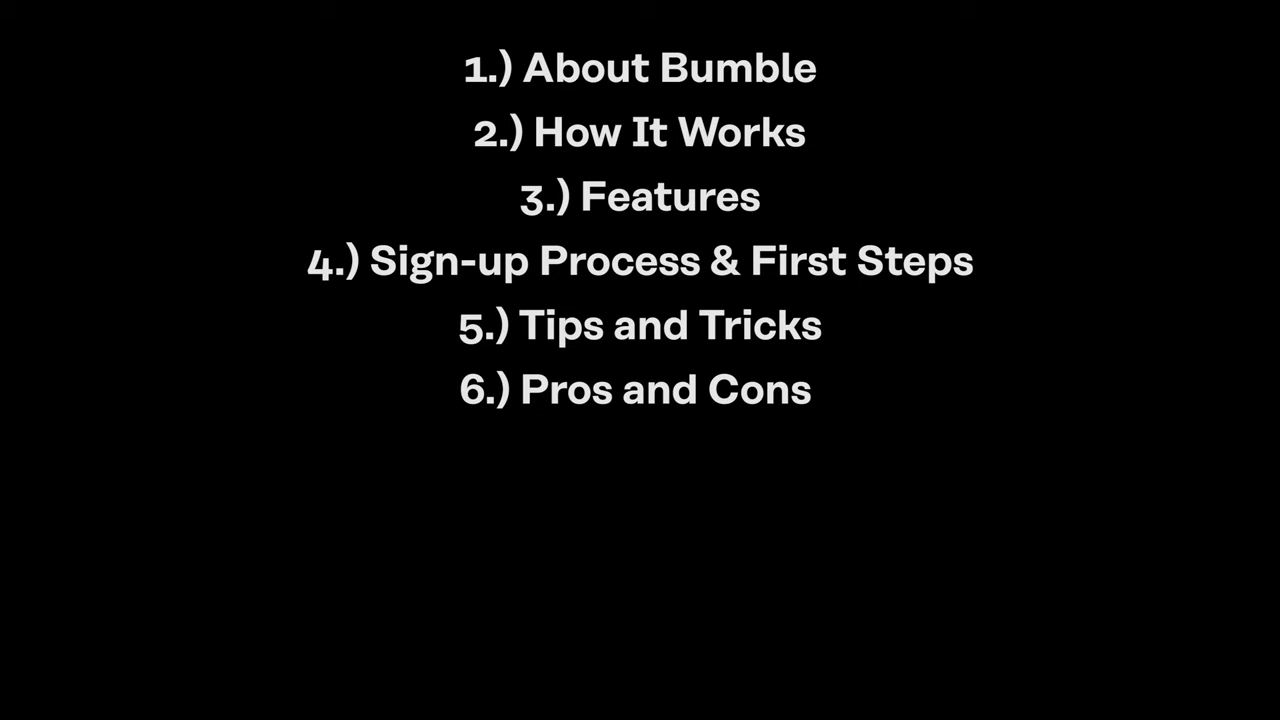 1.) About Bumble
2.) How It Works
3.) Features
4.) Sign-up Process & First Steps
5.) Tips and Tricks
6.) Pros and Cons